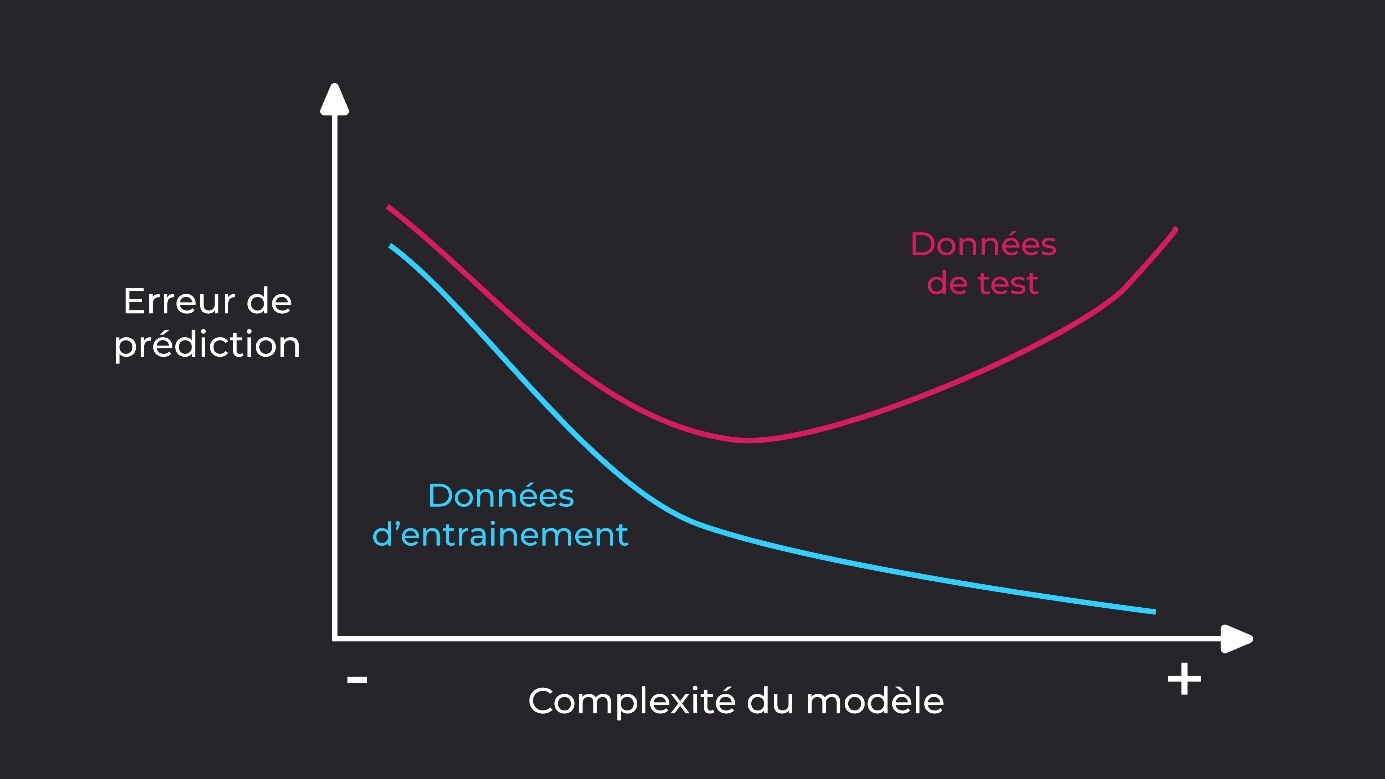 Données
de test
Erreur de
prédiction
Données
d’entrainement
-
+
Complexité du modèle